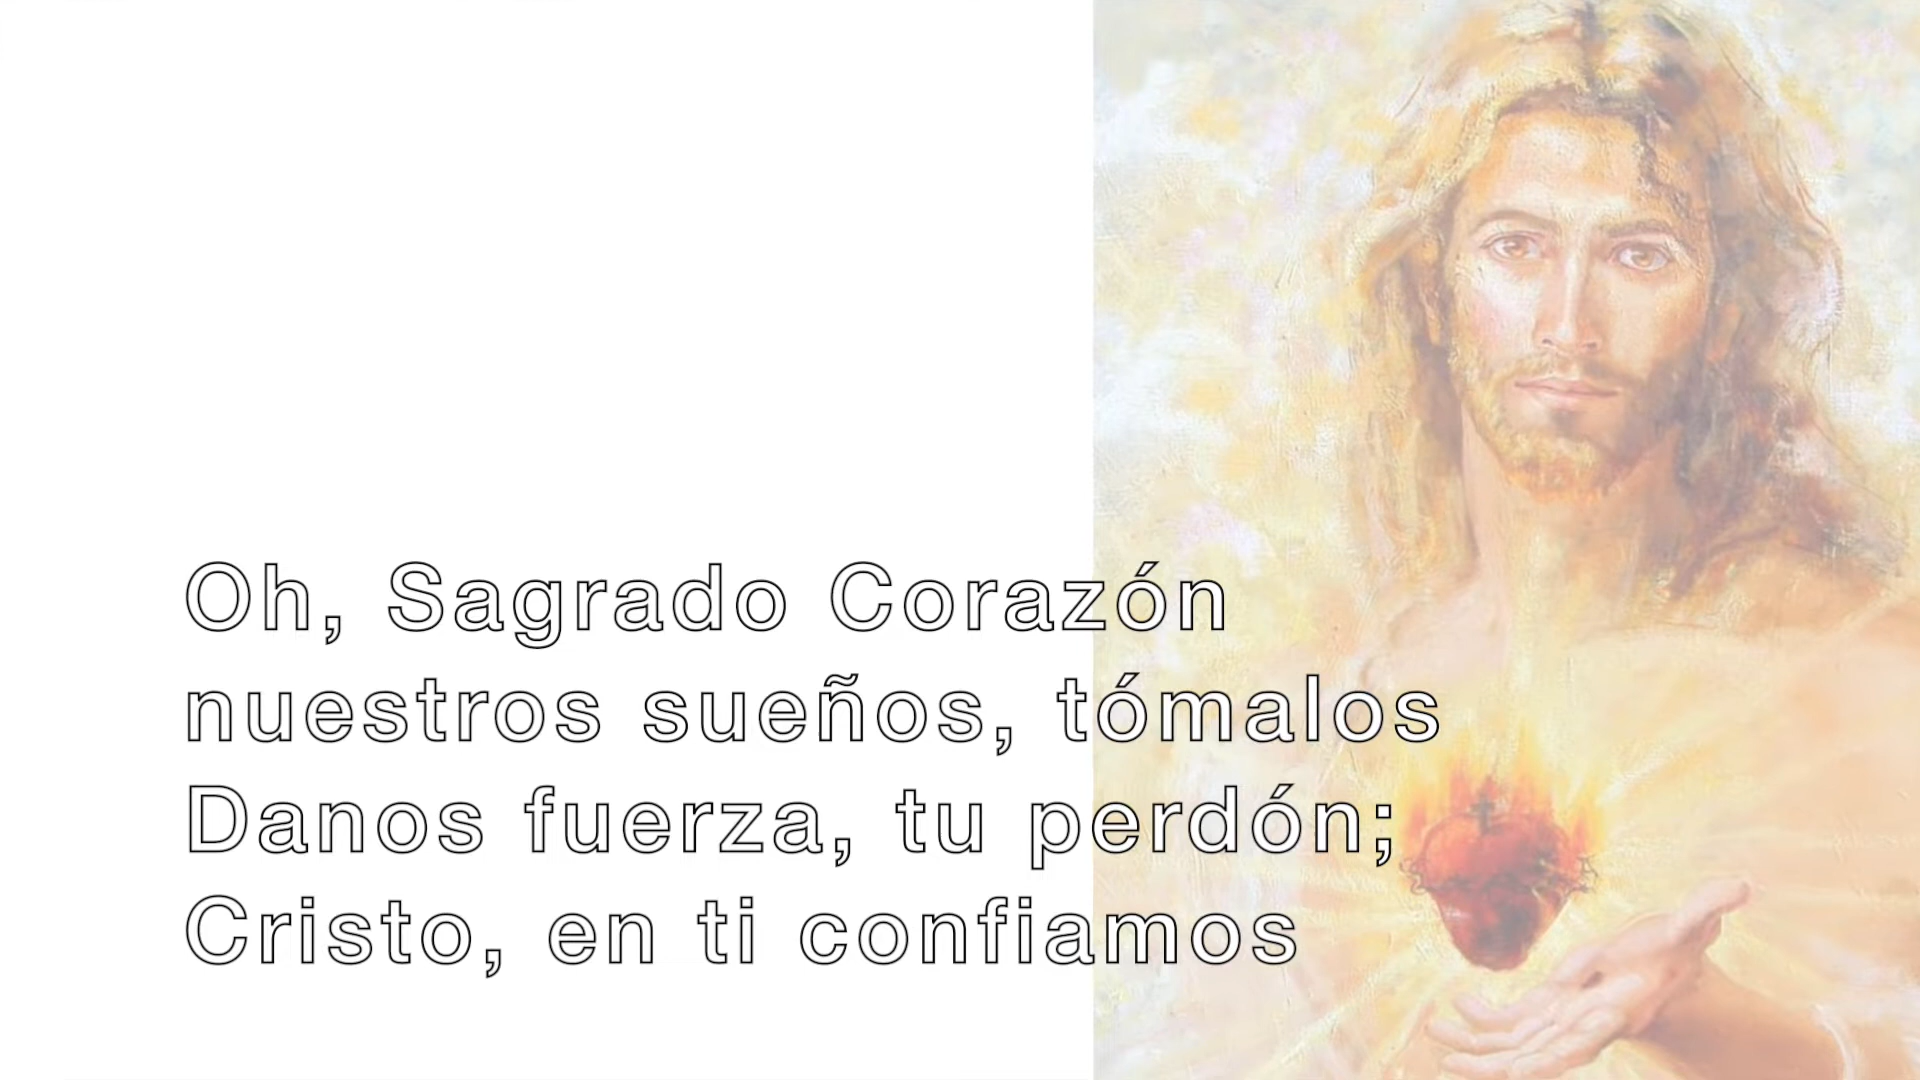 Oh, Sagrado Corazón
nuestros sueños, tómalos
Danos fuerza, tu perdón;
Cristo, en ti confiamos